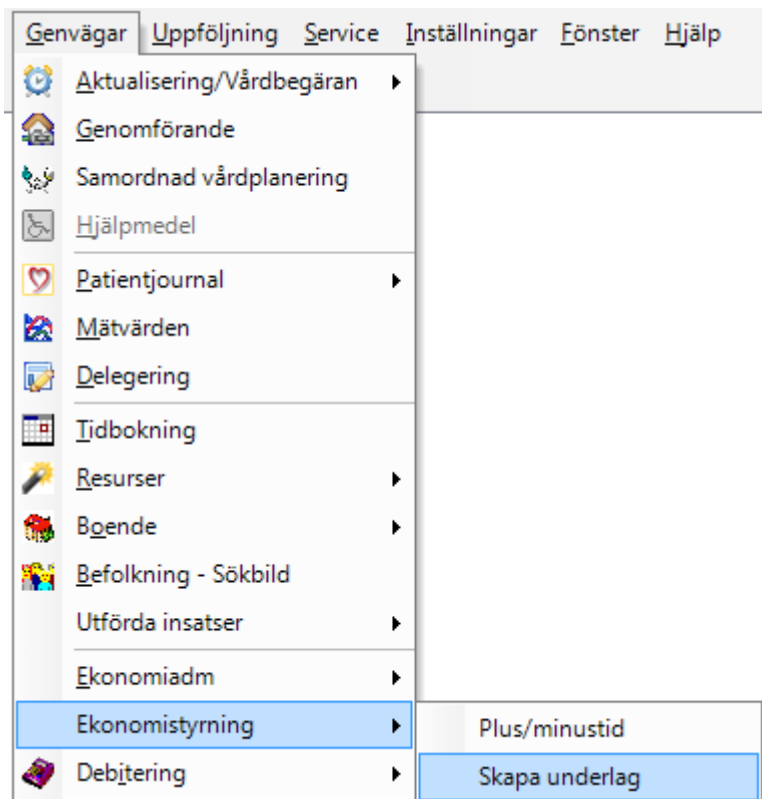 Genvägar Uppföljning Service Inställningar Fönster Hjälp
Aktualisering/Vårdbegäran
Genomförande
Samordnad vårdplanering
Hjälpmedel
Patientjournal
Mätvärden
Delegering
Tidbokning
Resurser
Boende
Befolkning - Sökbild
Utförda insatser
Ekonomiadm
Ekonomistyrning
Plus/minustid
Debitering
Skapa underlag